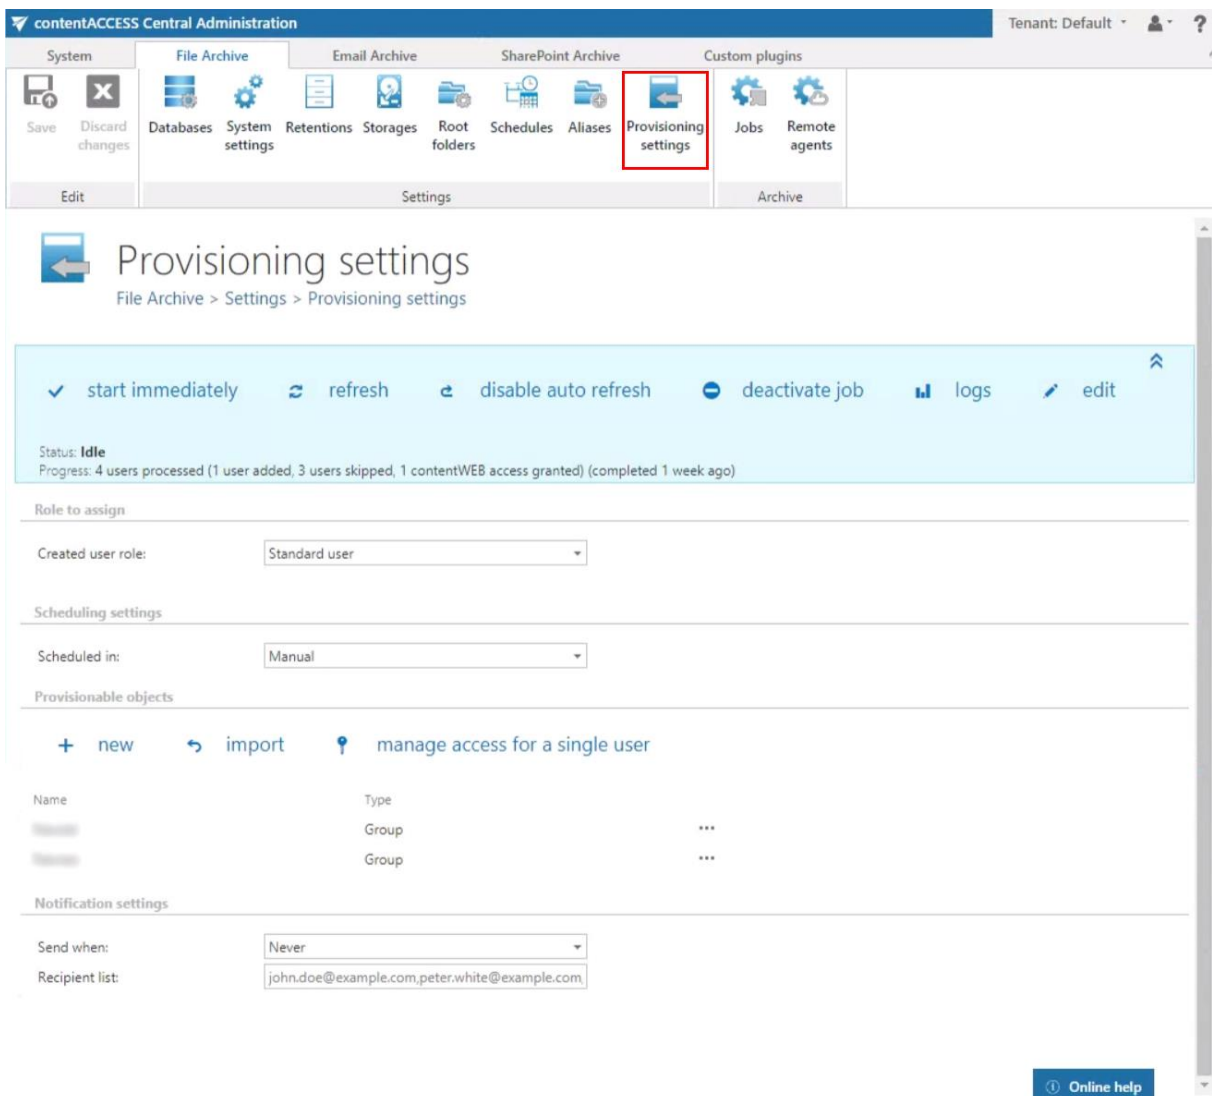 contentACCESS Central Administration
Tenant: Default
?
System
File Archive
Email Archive
SharePoint Archive
Custom plugins
Save
Discard changes
Databases
System settings
Retentions
Storages
Root folders
Schedules
Aliases
Provisioning settings
Jobs
Remote agents
Edit
Settings
Archive
Provisioning settings
File Archive > Settings > Provisioning settings
start immediately
refresh
disable auto refresh
deactivate job
logs
edit
Status: Idle
Progress: 4 users processed (1 user added, 3 users skipped, 1 contentWEB access granted) (completed 1 week ago)
Role to assign
Created user role:
Standard user
Scheduling settings
Scheduled in:
Manual
Provisionable objects
+ new
import
manage access for a single user
Name
Type
Group
...
Group
...
Notification settings
Send when:
Never
Recipient list:
john.doe@example.com,peter.white@example.com,
Online help